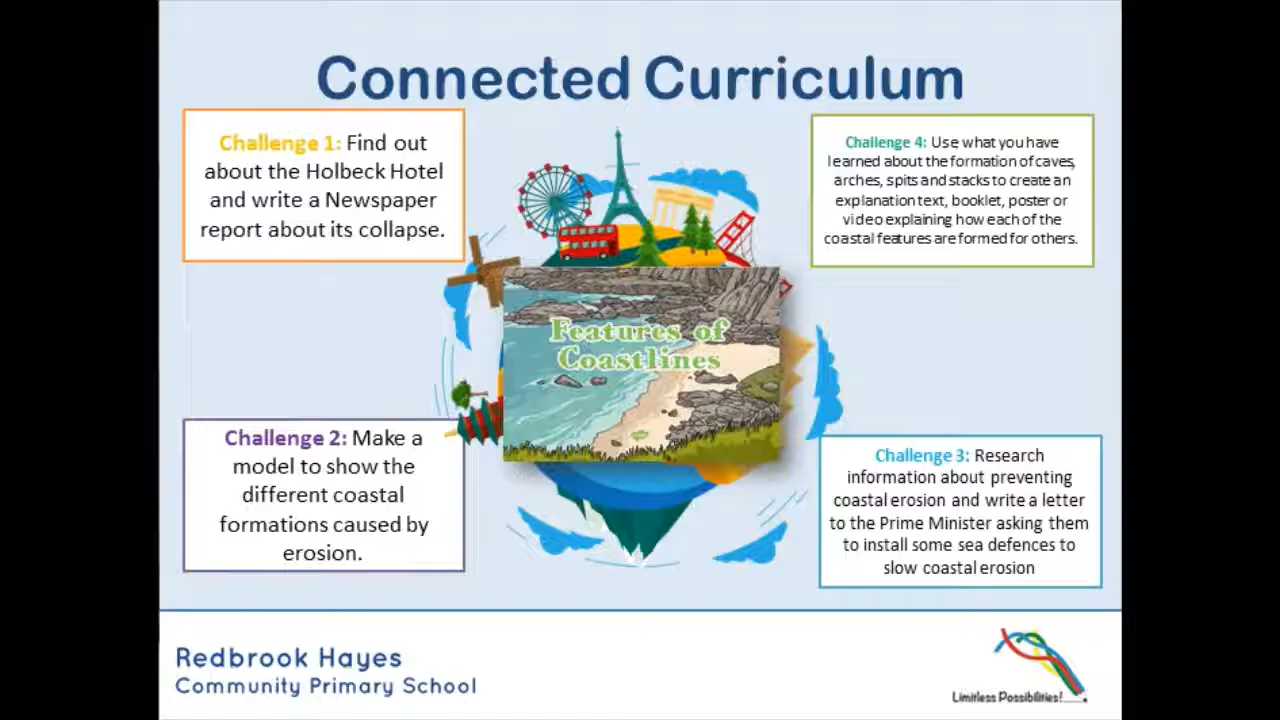 Connected Curriculum
Challenge 1: Find out
about the Holbeck Hotel
and write a Newspaper
report about its collapse.
Challenge 4: Use what you have
learned about the formation of caves,
arches, spits and stacks to create an
explanation text, booklet, poster or
video explaining how each of the
coastal features are formed for others.
Features of
Coastlines
Challenge 2: Make a
model to show the
different coastal
formations caused by
erosion.
Challenge 3: Research
information about preventing
coastal erosion and write a letter
to the Prime Minister asking them
to install some sea defences to
slow coastal erosion
Redbrook Hayes
Community Primary School
Limitless Possibilities!